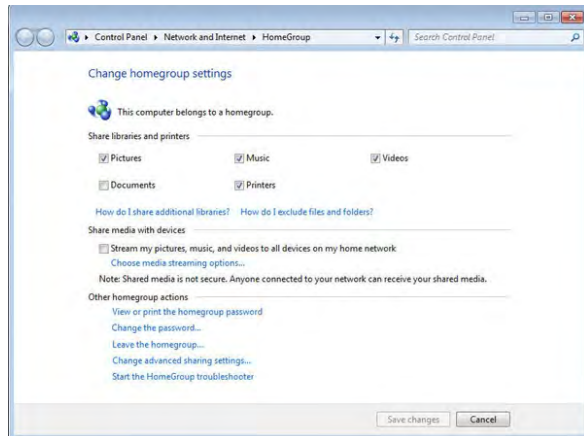 Control Panel ▸ Network and Internet ▸ HomeGroup
Search Control Panel
Change homegroup settings
This computer belongs to a homegroup.
Share libraries and printers
Pictures Music Videos
Documents Printers
How do I share additional libraries? How do I exclude files and folders?
Share media with devices
Stream my pictures, music, and videos to all devices on my home network
Choose media streaming options...
Note: Shared media is not secure. Anyone connected to your network can receive your shared media.
Other homegroup actions
View or print the homegroup password
Change the password...
Leave the homegroup...
Change advanced sharing settings...
Start the HomeGroup troubleshooter
Save changes Cancel